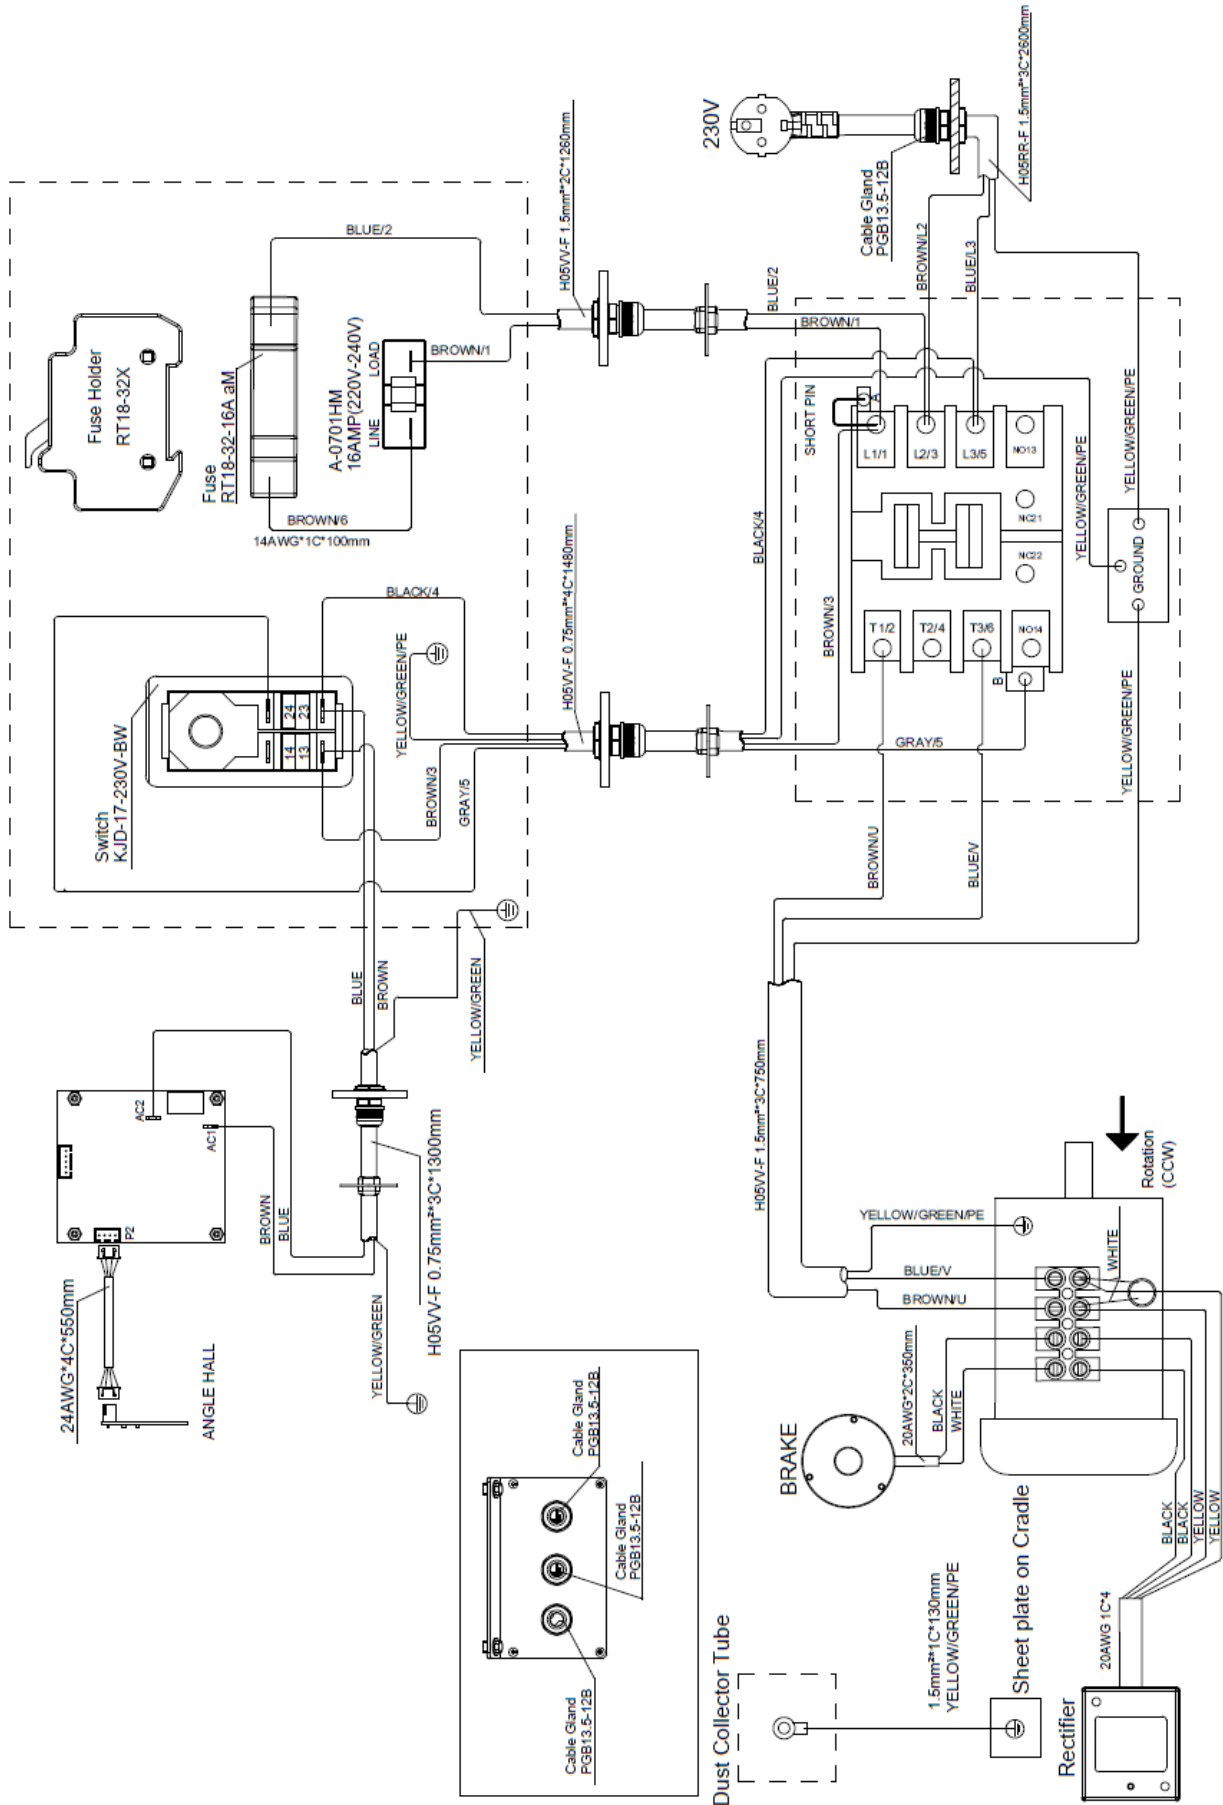 Fuse Holder
RT18-32X
Fuse
RT18-32-16A aM
BROWN/6
14AWG*1C*100mm
BLUE/2
A-0701HM
16AMP(220V-240V)
LINE
LOAD
BROWN/1
H05VV-F 1.5mm²*2C*1260mm
Switch
KJD-17-230V-BW
14
13
24
23
BLACK/4
YELLOW/GREEN/PE
BROWN/3
GRAY/5
H05VV-F 0.75mm²*4C*1480mm
BLUE
BROWN
YELLOW/GREEN
AC2
AC1
P2
BROWN
BLUE
24AWG*4C*550mm
ANGLE HALL
YELLOW/GREEN
H05VV-F 0.75mm²*3C*1300mm
230V
Cable Gland
PGB13.5-12B
H05RR-F 1.5mm²*3C*2600mm
BROWN/L2
BLUE/L3
BLUE/2
BROWN/1
SHORT PIN
A
L1/1
L2/3
L3/5
NO13
NC21
NC22
T1/2
T2/4
T3/6
NO14
B
BLACK/4
BROWN/3
GRAY/5
YELLOW/GREEN/PE
YELLOW/GREEN/PE
GROUND
YELLOW/GREEN/PE
BROWN/U
BLUE/V
H05VV-F 1.5mm²*3C*750mm
YELLOW/GREEN/PE
BLUE/V
BROWN/U
WHITE
Rotation
(CCW)
BRAKE
20AWG*2C*350mm
BLACK
WHITE
BLACK
BLACK
YELLOW
YELLOW
20AWG 1C*4
Rectifier
Sheet plate on Cradle
1.5mm²*1C*130mm
YELLOW/GREEN/PE
Dust Collector Tube
Cable Gland
PGB13.5-12B
Cable Gland
PGB13.5-12B
Cable Gland
PGB13.5-12B